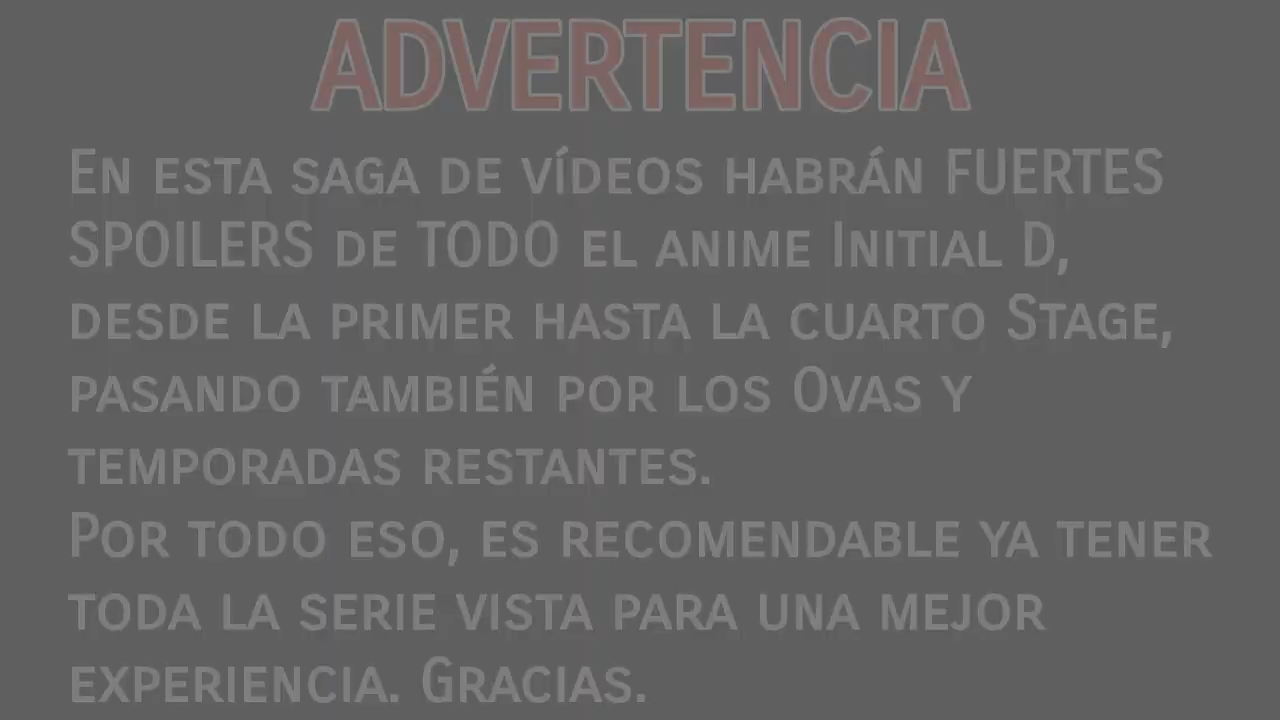 ADVERTENCIA
En esta saga de vídeos habrán FUERTES
SPOILERS de TODO el anime Initial D,
desde la primer hasta la cuarto Stage,
pasando también por los Ovas y
temporadas restantes.
Por todo eso, es recomendable ya tener
toda la serie vista para una mejor
experiencia. Gracias.